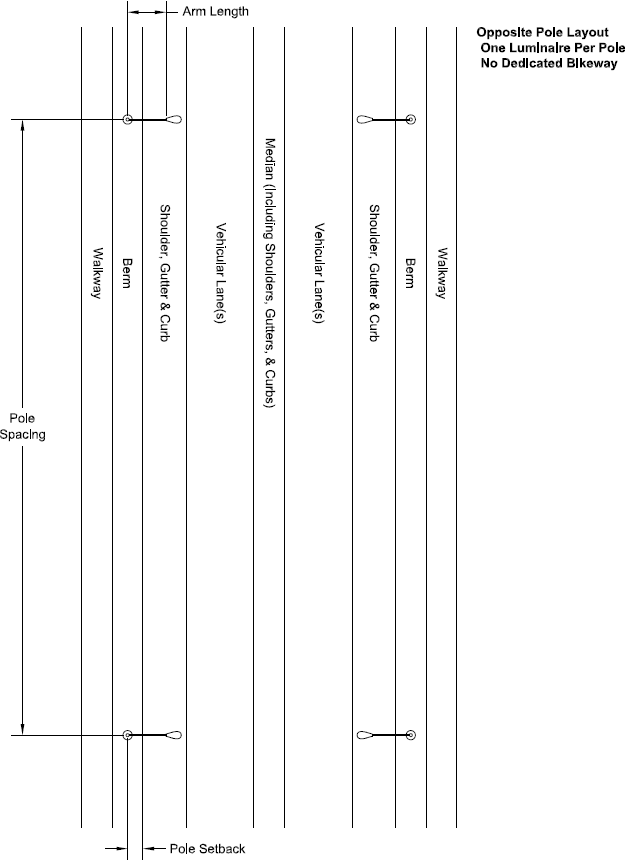 Arm Length
Opposite Pole Layout
One Luminaire Per Pole
No Dedicated Bikeway
Walkway
Berm
Shoulder, Gutter & Curb
Vehicular Lane(s)
Median (Including Shoulders, Gutters, & Curbs)
Vehicular Lane(s)
Shoulder, Gutter & Curb
Berm
Walkway
Pole
Spacing
Pole Setback